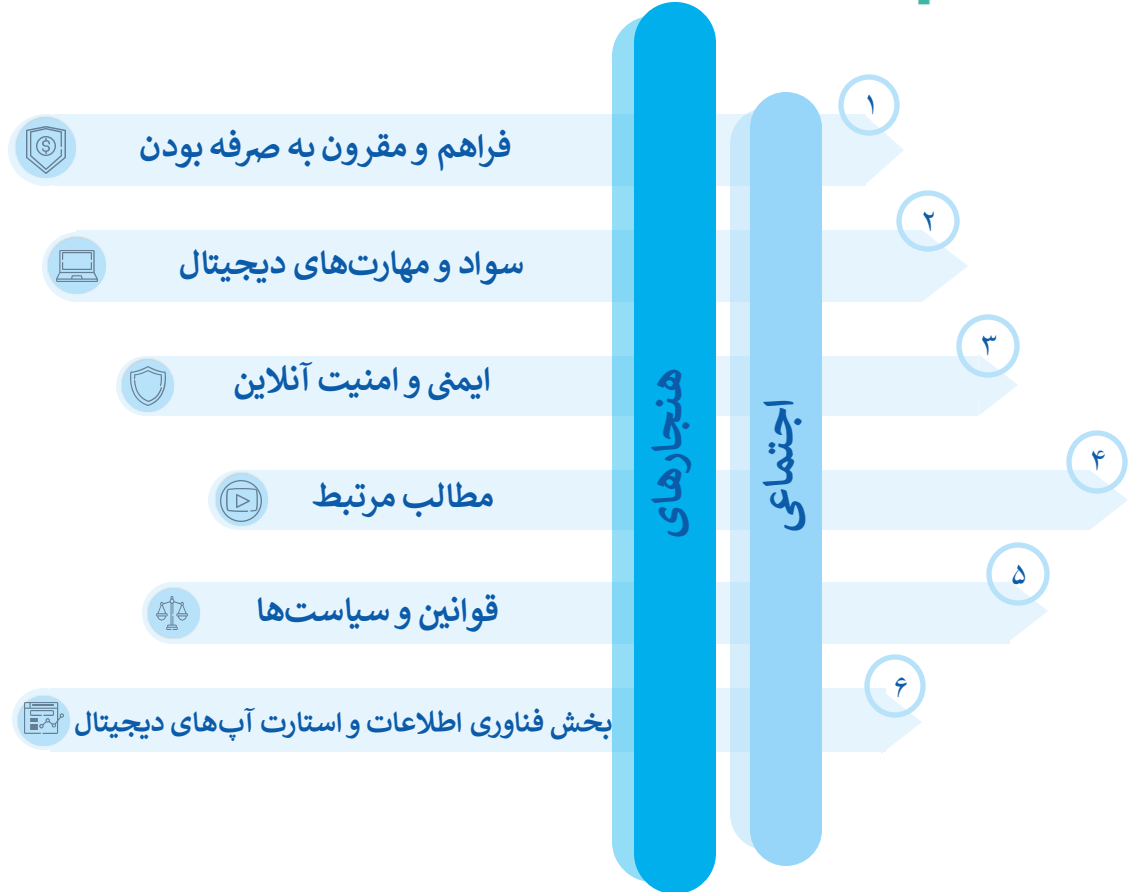 ۱
فراهم و مقرون به صرفه بودن
۲
سواد و مهارت‌های دیجیتال
۳
ایمنی و امنیت آنلاین
۴
مطالب مرتبط
۵
قوانین و سیاست‌ها
۶
بخش فناوری اطلاعات و استارت آپ‌های دیجیتال
هنجارهای
اجتماعی